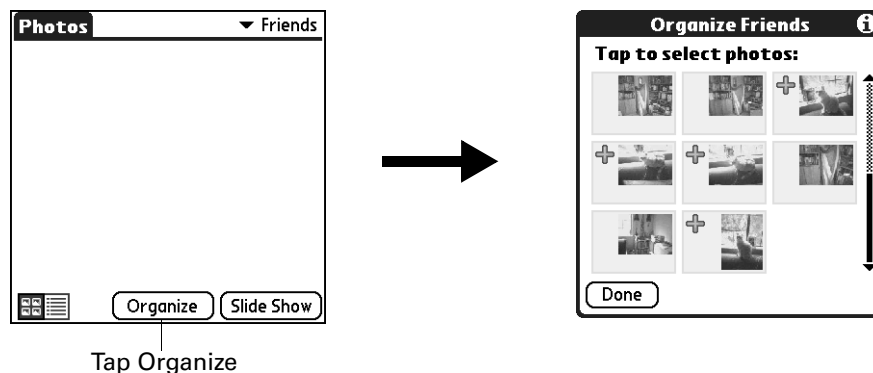 Photos
Friends
Organize
Slide Show
Tap Organize
Organize Friends
Tap to select photos:
Done